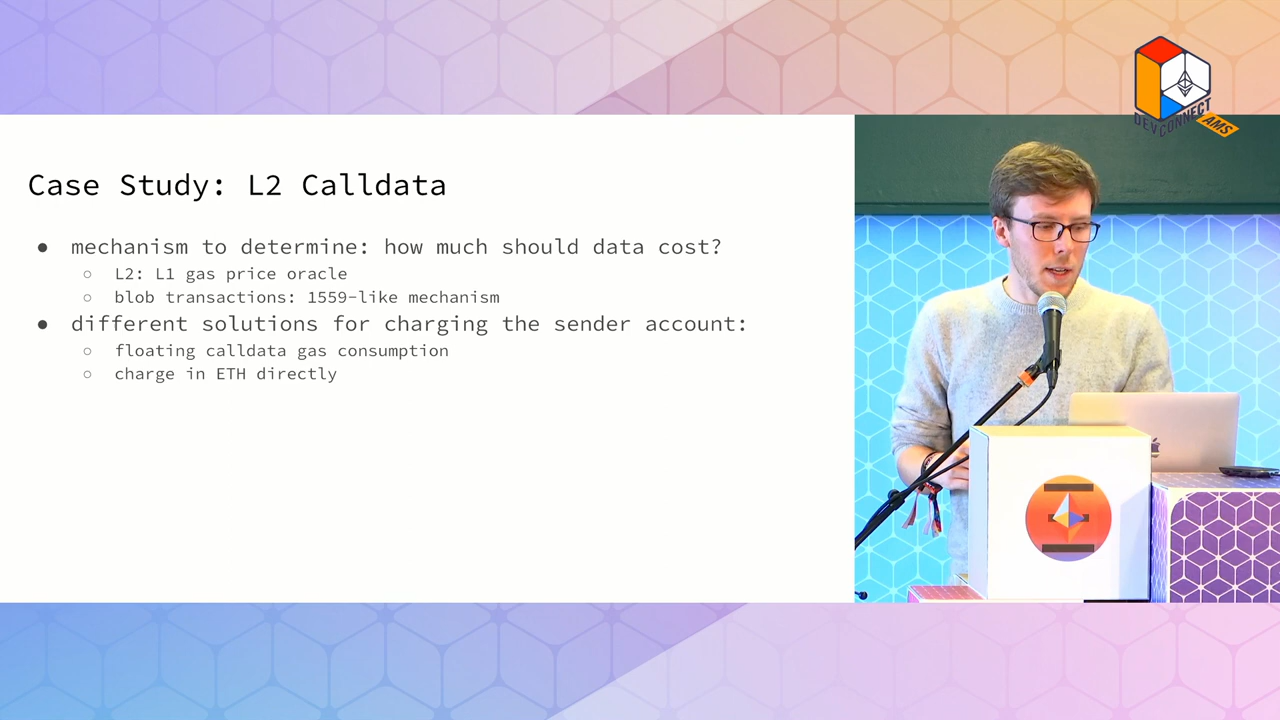 DEVCONNECT
AMS
Case Study: L2 Calldata
● mechanism to determine: how much should data cost?
○ L2: L1 gas price oracle
○ blob transactions: 1559-like mechanism
● different solutions for charging the sender account:
○ floating calldata gas consumption
○ charge in ETH directly